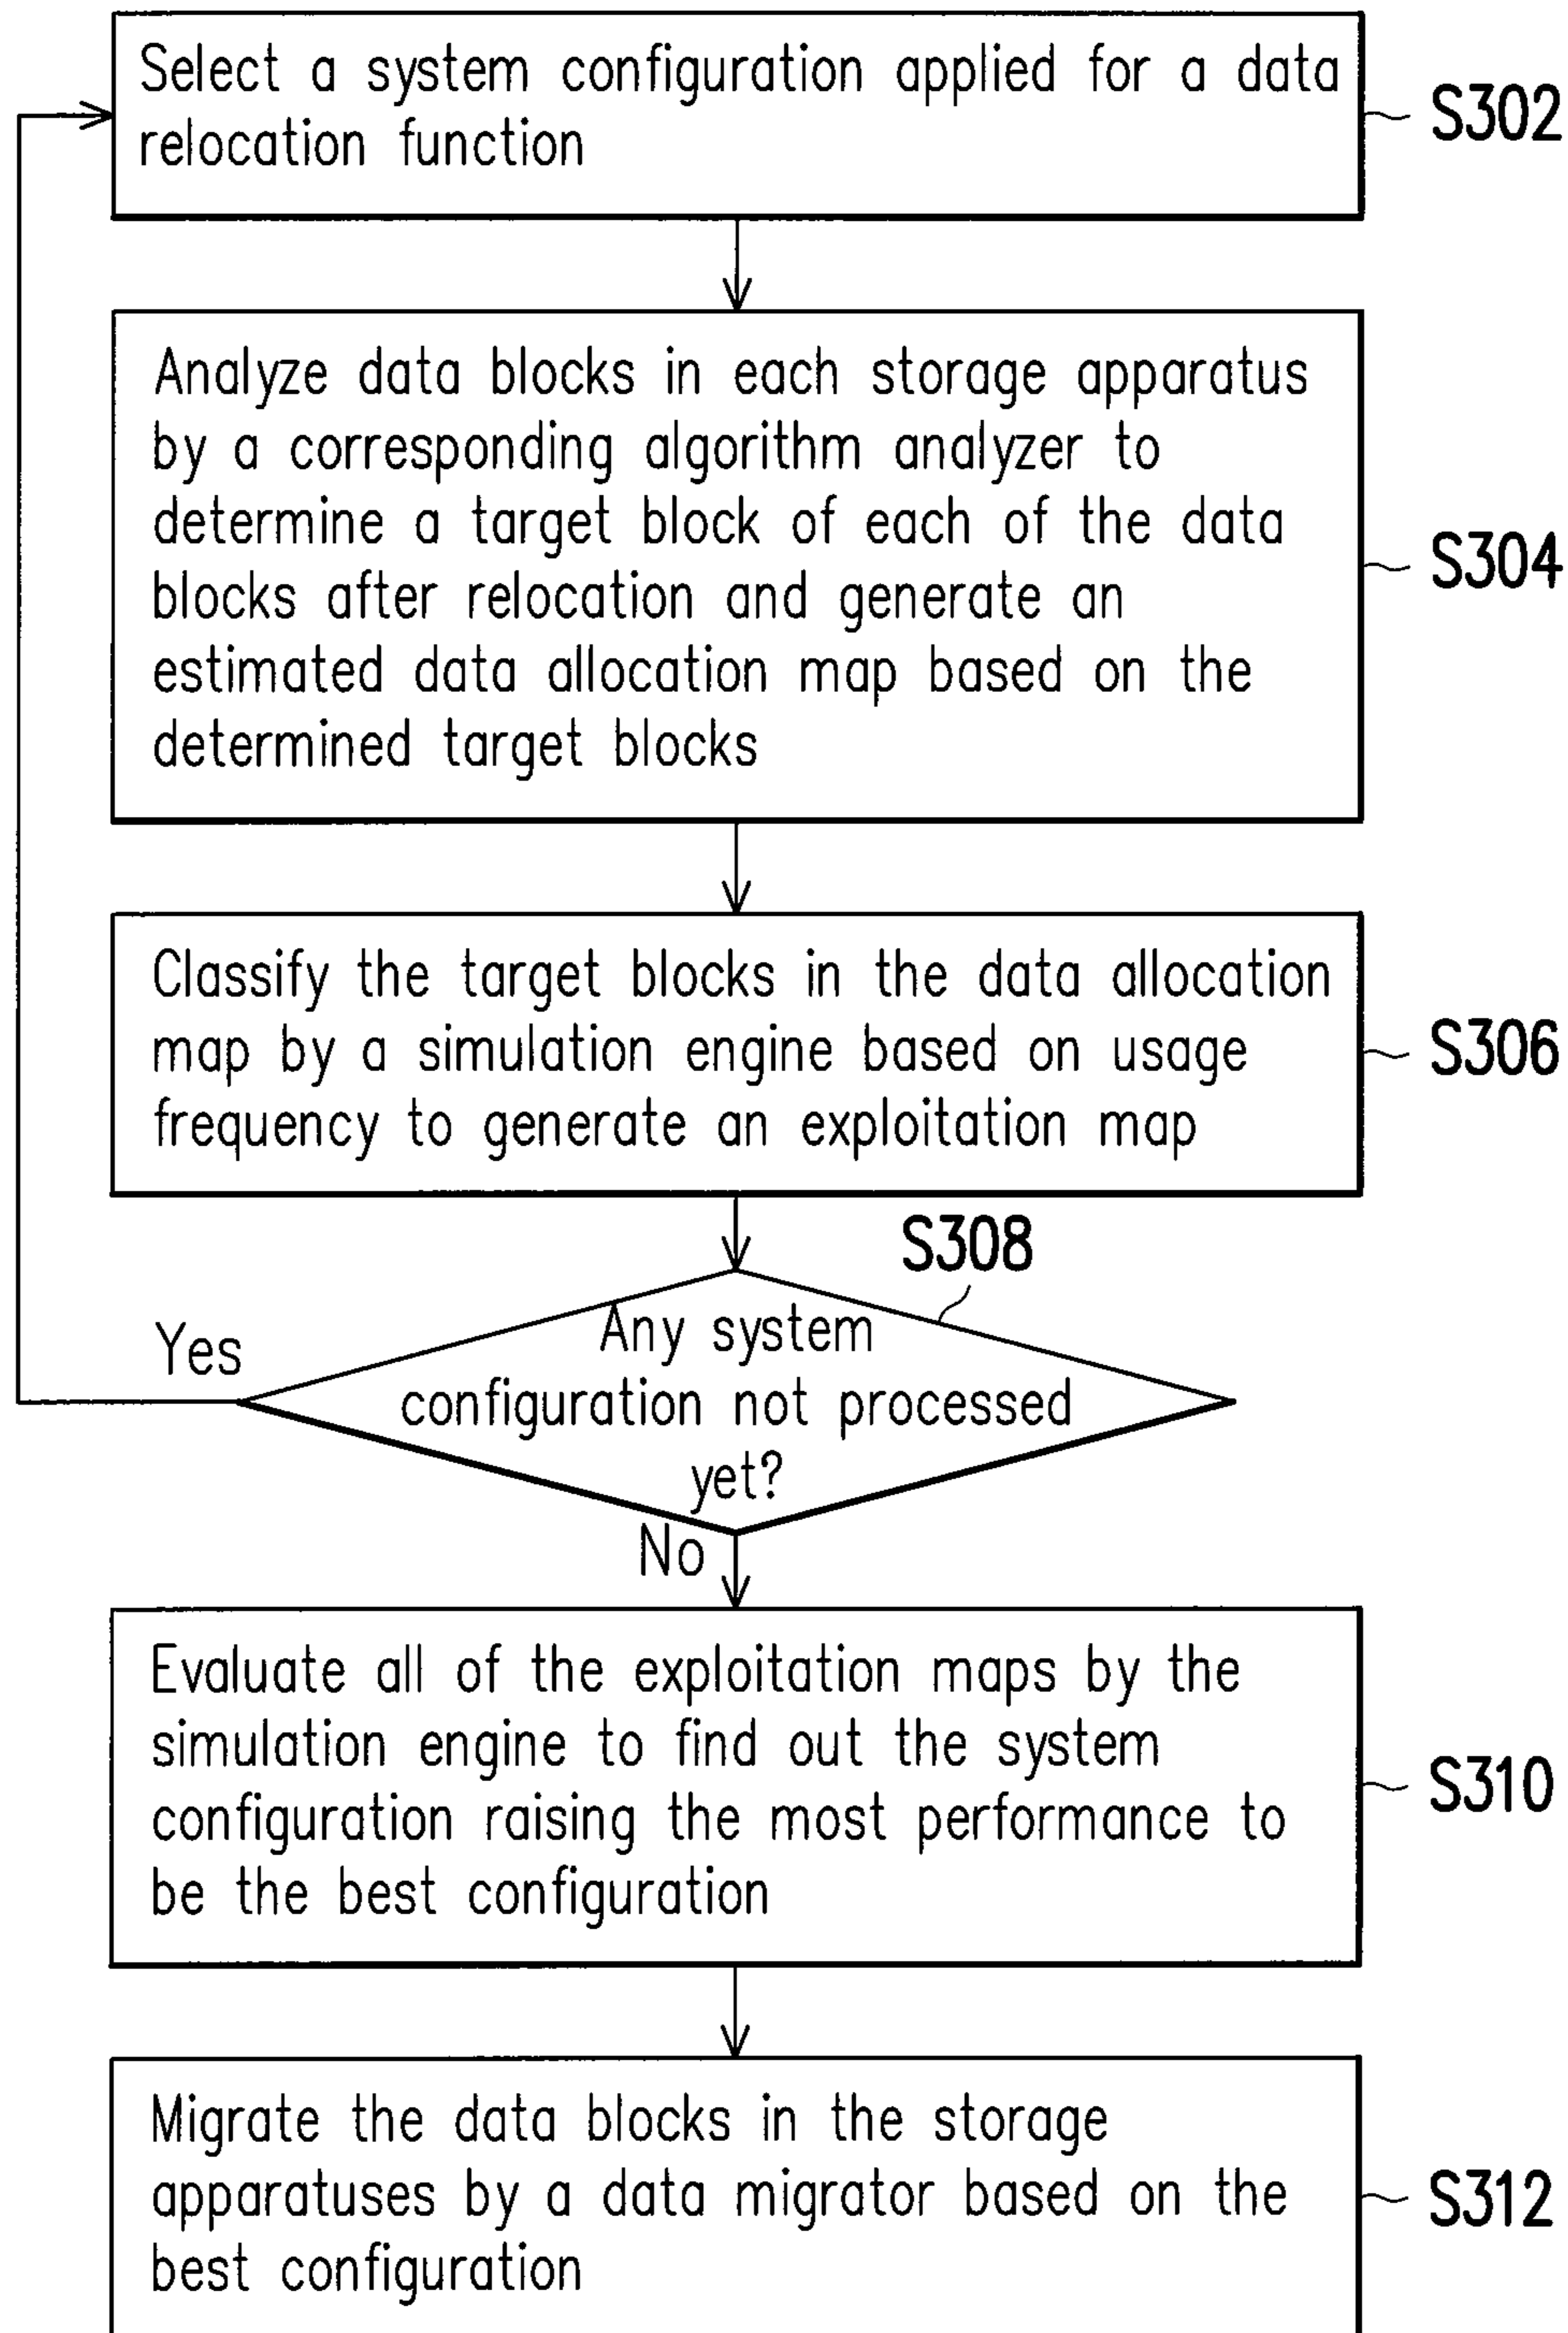 Select a system configuration applied for a data
relocation function
S302
Analyze data blocks in each storage apparatus
by a corresponding algorithm analyzer to
determine a target block of each of the data
blocks after relocation and generate an
estimated data allocation map based on the
determined target blocks
S304
Classify the target blocks in the data allocation
map by a simulation engine based on usage
frequency to generate an exploitation map
S306
S308
Any system
configuration not processed
yet?
Yes
No
Evaluate all of the exploitation maps by the
simulation engine to find out the system
configuration raising the most performance to
be the best configuration
S310
Migrate the data blocks in the storage
apparatuses by a data migrator based on the
best configuration
S312